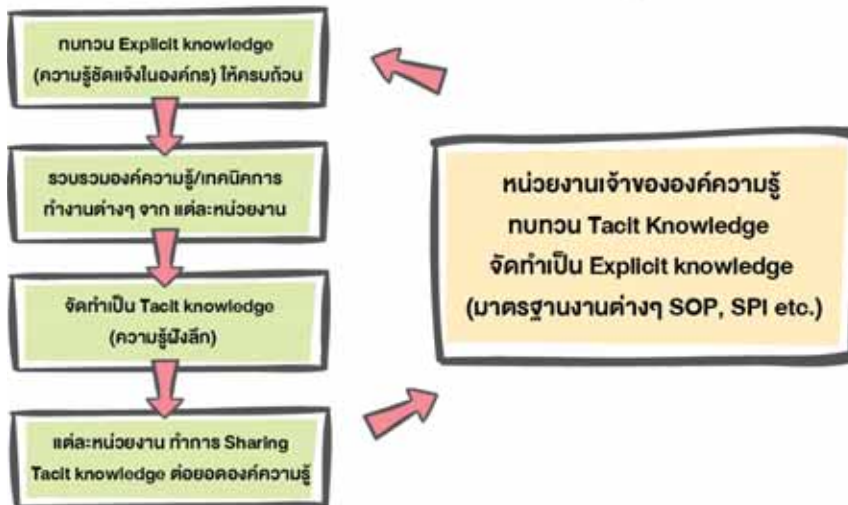 ทบทวน Explicit knowledge
(ความรู้ชัดแจ้งในองค์กร) ให้ครบถ้วน
รวบรวมองค์ความรู้/เทคนิคการ
ทำงานต่างๆ จาก แต่ละหน่วยงาน
จัดทำเป็น Tacit knowledge
(ความรู้ฝังลึก)
แต่ละหน่วยงาน ทำการ Sharing
Tacit knowledge ต่อยอดองค์ความรู้
หน่วยงานเจ้าขององค์ความรู้
ทบทวน Tacit Knowledge
จัดทำเป็น Explicit knowledge
(มาตรฐานงานต่างๆ SOP, SPI etc.)